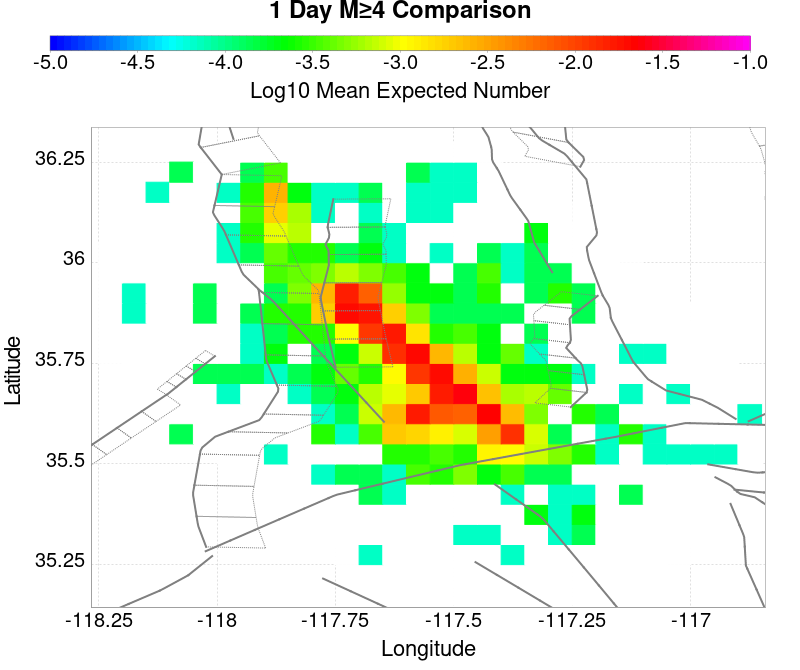 1 Day M≥4 Comparison
-5.0 -4.5 -4.0 -3.5 -3.0 -2.5 -2.0 -1.5 -1.0
Log10 Mean Expected Number
36.25
36
35.75
35.5
35.25
Latitude
-118.25 -118 -117.75 -117.5 -117.25 -117
Longitude